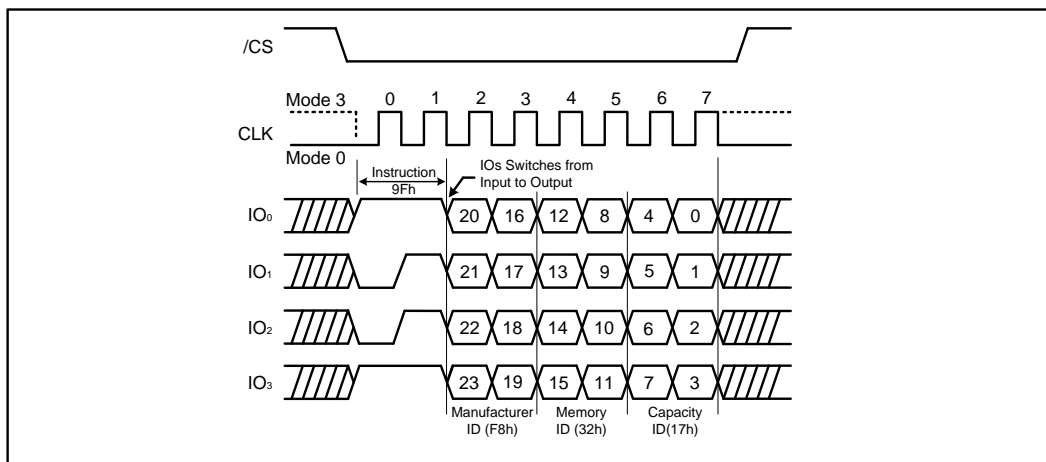 /CS
Mode 3 0 1 2 3 4 5 6 7
CLK
Mode 0
Instruction
9Fh
IOs Switches from
Input to Output
IO₀ 20 16 12 8 4 0
IO₁ 21 17 13 9 5 1
IO₂ 22 18 14 10 6 2
IO₃ 23 19 15 11 7 3
Manufacturer
ID (F8h)
Memory
ID (32h)
Capacity
ID(17h)